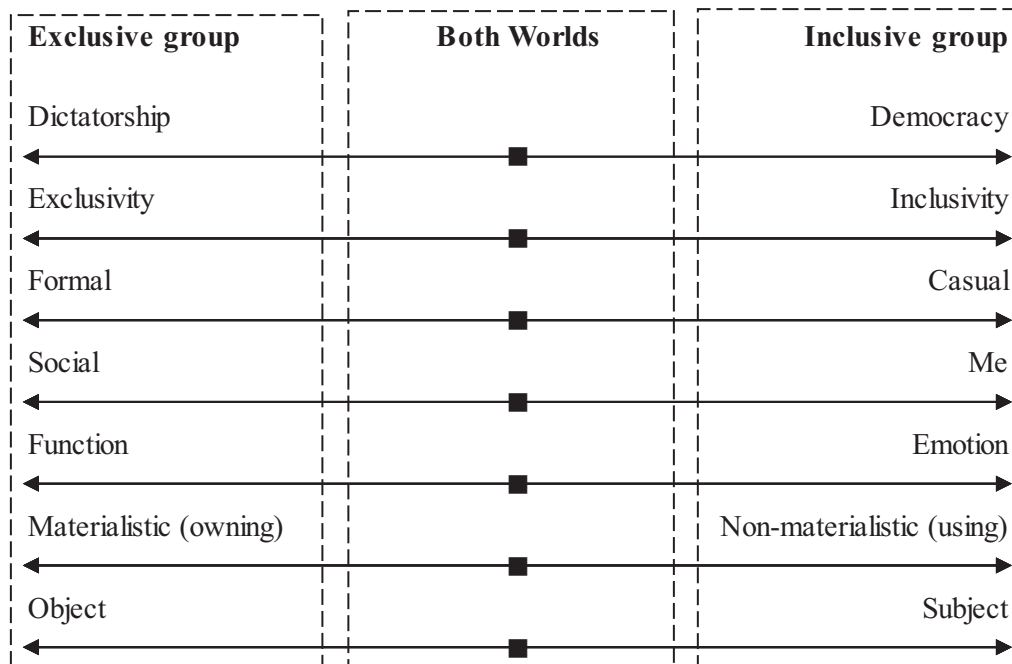 Exclusive group Both Worlds Inclusive group
Dictatorship Democracy
Exclusivity Inclusivity
Formal Casual
Social Me
Function Emotion
Materialistic (owning) Non-materialistic (using)
Object Subject